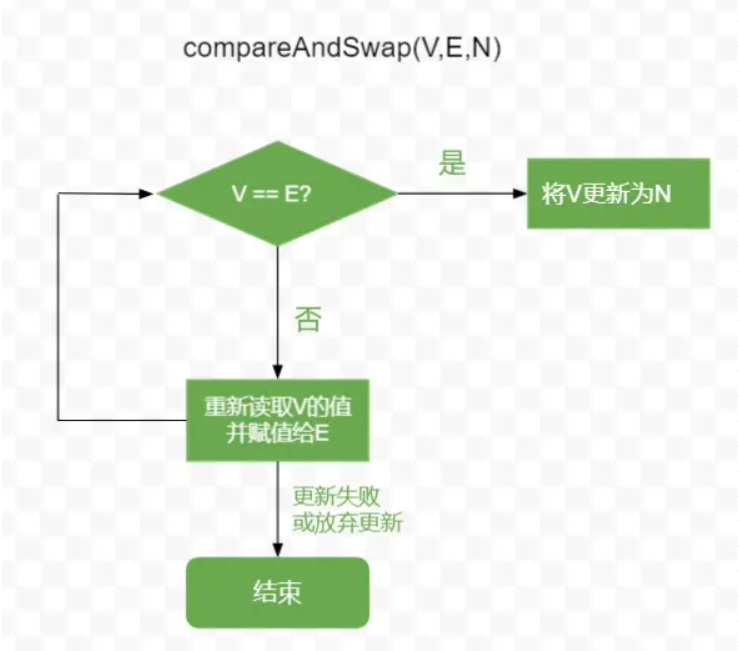 compareAndSwap(V,E,N)
V == E?
是
将V更新为N
否
重新读取V的值
并赋值给E
更新失败
或放弃更新
结束